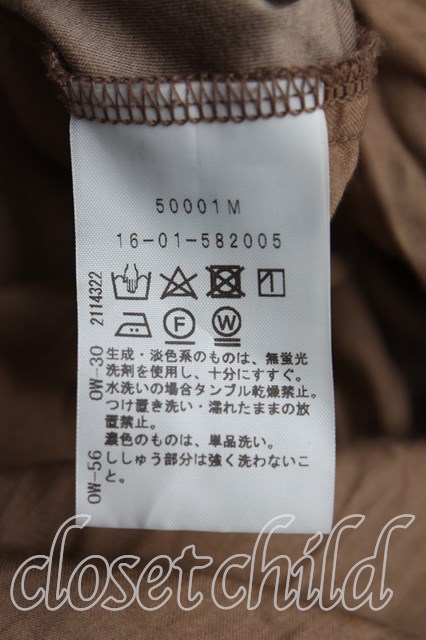 50001M
16-01-582005
2114322
F
W
OW-30
生成・淡色系のものは、無蛍光
洗剤を使用し、十分にすすぐ。
水洗いの場合タンブル乾燥禁止。
つけ置き洗い・濡れたままの放
置禁止。
濃色のものは、単品洗い。
OW-56
ししゅう部分は強く洗わないこ
と。
closet child